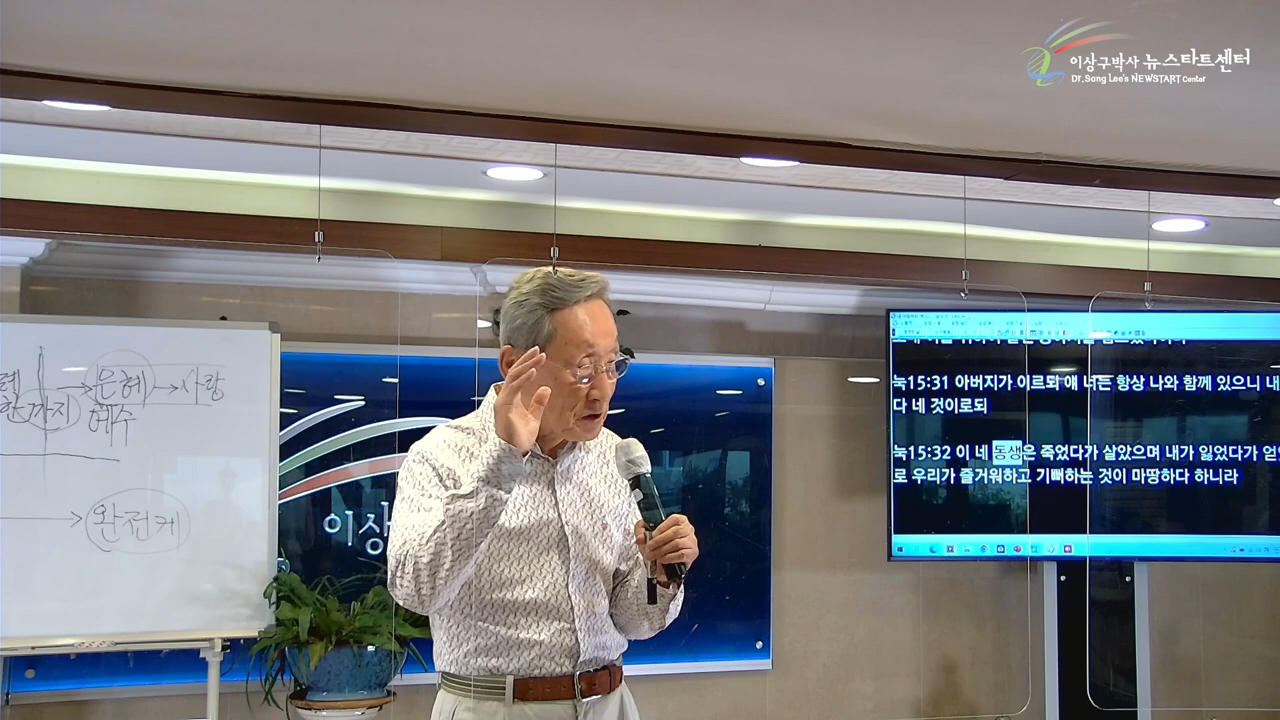 이상구박사 뉴스타트센터
Dr. Sang Lee's NEWSTART Center
은혜 → 사랑
까지 예수
완전케
이상
눅15:31 아버지가 이르되 얘 너는 항상 나와 함께 있으니 내
다 네 것이로되
눅15:32 이 네 동생은 죽었다가 살았으며 내가 잃었다가 얻
로 우리가 즐거워하고 기뻐하는 것이 마땅하다 하니라